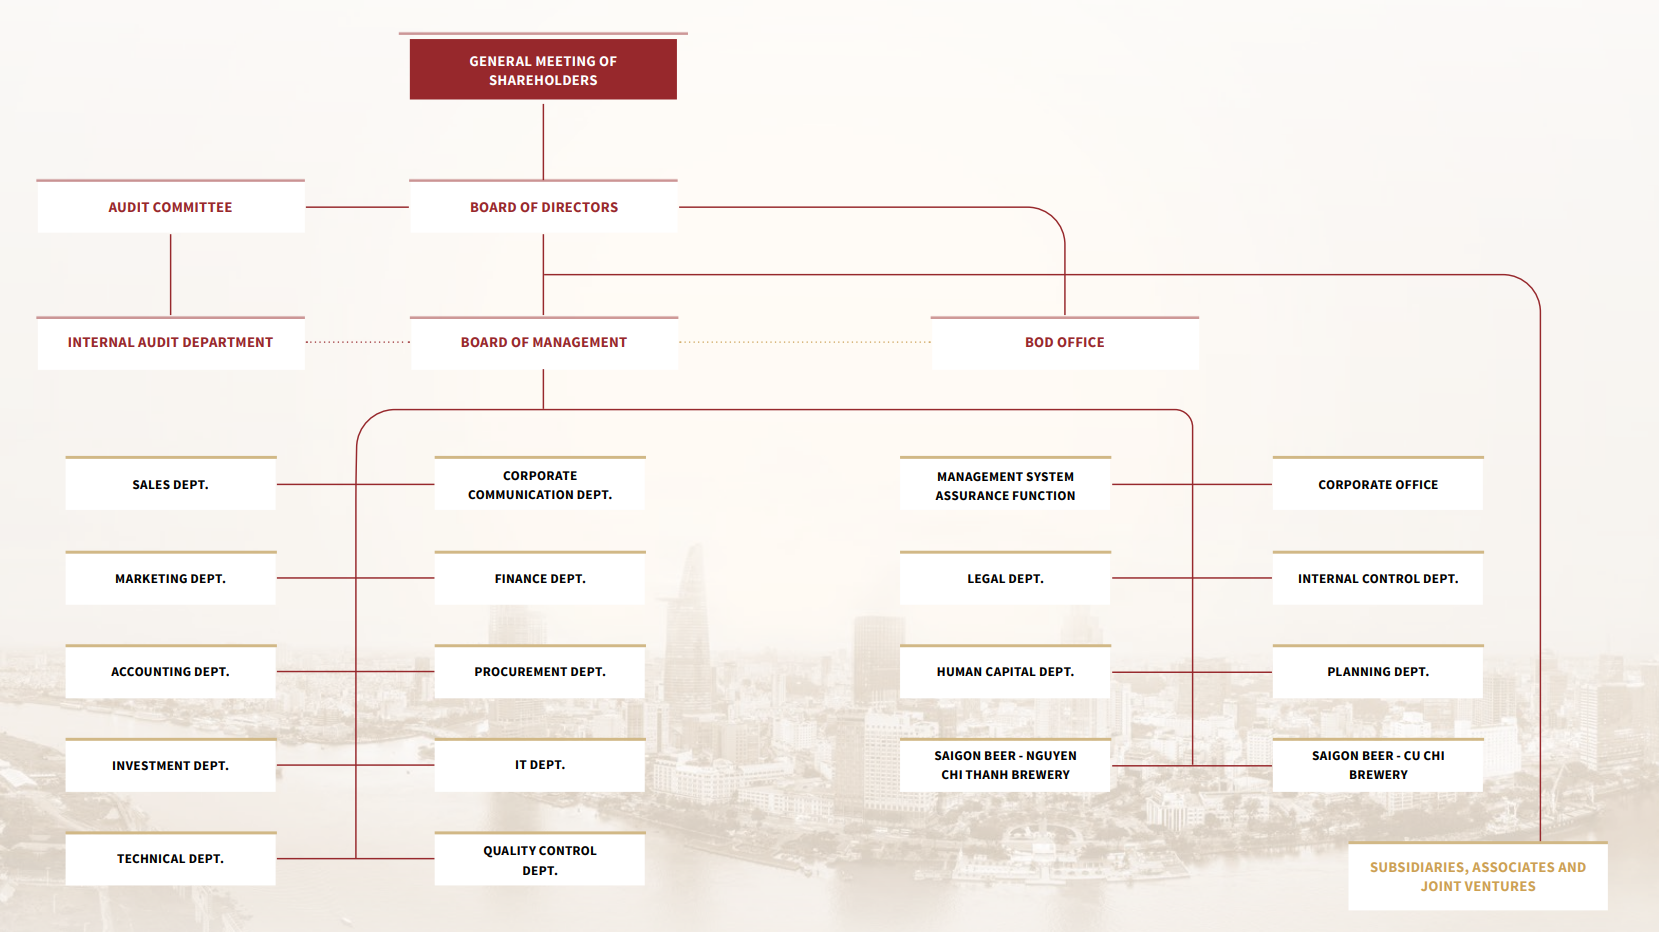 GENERAL MEETING OF
SHAREHOLDERS
AUDIT COMMITTEE
BOARD OF DIRECTORS
INTERNAL AUDIT DEPARTMENT
BOARD OF MANAGEMENT
BOD OFFICE
SALES DEPT.
CORPORATE
COMMUNICATION DEPT.
MANAGEMENT SYSTEM
ASSURANCE FUNCTION
CORPORATE OFFICE
MARKETING DEPT.
FINANCE DEPT.
LEGAL DEPT.
INTERNAL CONTROL DEPT.
ACCOUNTING DEPT.
PROCUREMENT DEPT.
HUMAN CAPITAL DEPT.
PLANNING DEPT.
INVESTMENT DEPT.
IT DEPT.
SAIGON BEER - NGUYEN
CHI THANH BREWERY
SAIGON BEER - CU CHI
BREWERY
TECHNICAL DEPT.
QUALITY CONTROL
DEPT.
SUBSIDIARIES, ASSOCIATES AND
JOINT VENTURES